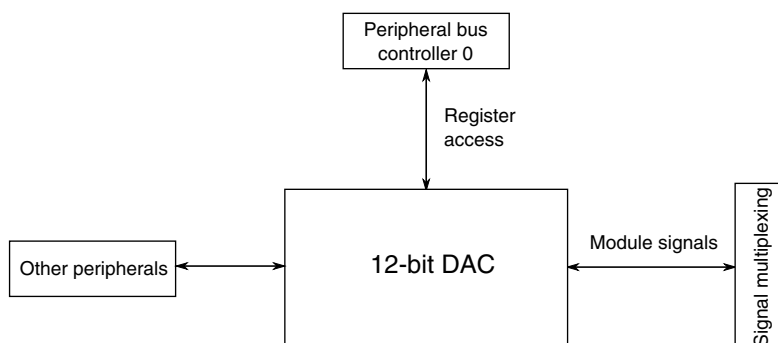 Peripheral bus
controller 0
Register
access
Signal multiplexing
Module signals
12-bit DAC
Other peripherals